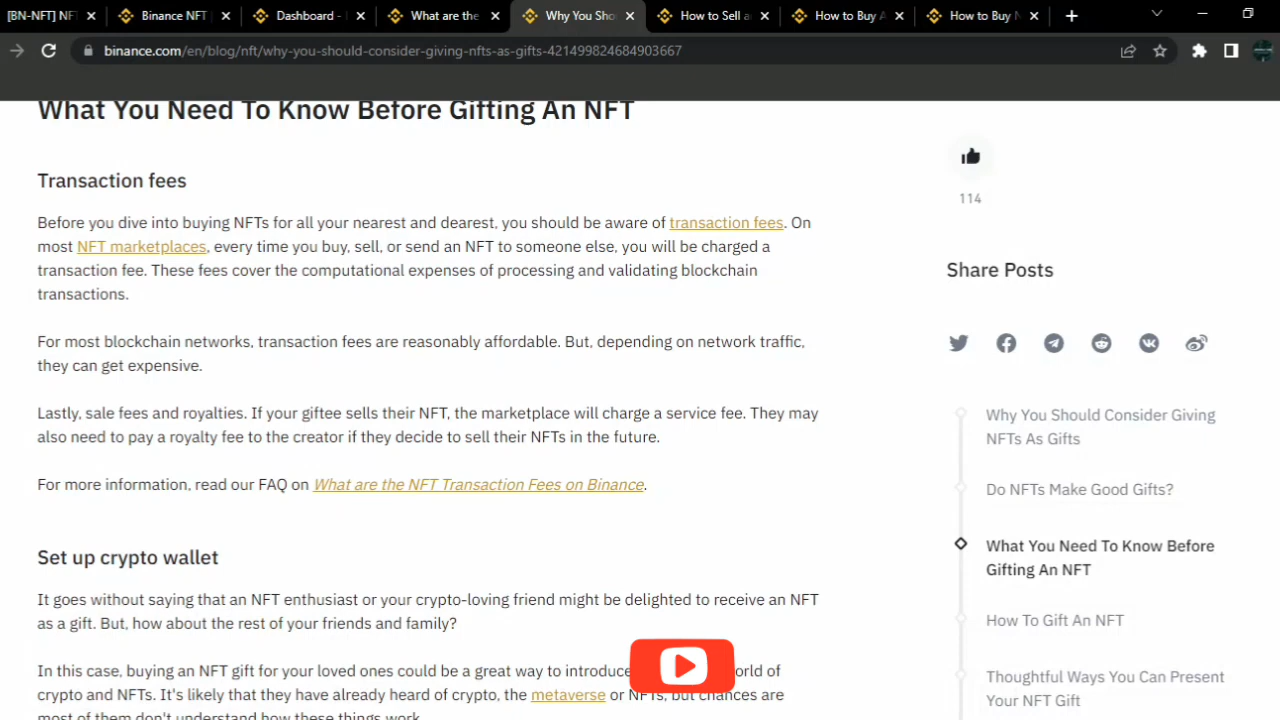 [BN-NFT] NF
Binance NFT
Dashboard -
What are the
Why You Sho
How to Sell a
How to Buy A
How to Buy N
binance.com/en/blog/nft/why-you-should-consider-giving-nfts-as-gifts-421499824684903667
What You Need To Know Before Gifting An NFT
Transaction fees
Before you dive into buying NFTs for all your nearest and dearest, you should be aware of transaction fees. On
most NFT marketplaces, every time you buy, sell, or send an NFT to someone else, you will be charged a
transaction fee. These fees cover the computational expenses of processing and validating blockchain
transactions.
For most blockchain networks, transaction fees are reasonably affordable. But, depending on network traffic,
they can get expensive.
Lastly, sale fees and royalties. If your giftee sells their NFT, the marketplace will charge a service fee. They may
also need to pay a royalty fee to the creator if they decide to sell their NFTs in the future.
For more information, read our FAQ on What are the NFT Transaction Fees on Binance.
Set up crypto wallet
It goes without saying that an NFT enthusiast or your crypto-loving friend might be delighted to receive an NFT
as a gift. But, how about the rest of your friends and family?
In this case, buying an NFT gift for your loved ones could be a great way to introduce orld of
crypto and NFTs. It's likely that they have already heard of crypto, the metaverse or NFTs, but chances are
most of them don't understand how these things work.
114
Share Posts
Why You Should Consider Giving
NFTs As Gifts
Do NFTs Make Good Gifts?
What You Need To Know Before
Gifting An NFT
How To Gift An NFT
Thoughtful Ways You Can Present
Your NFT Gift